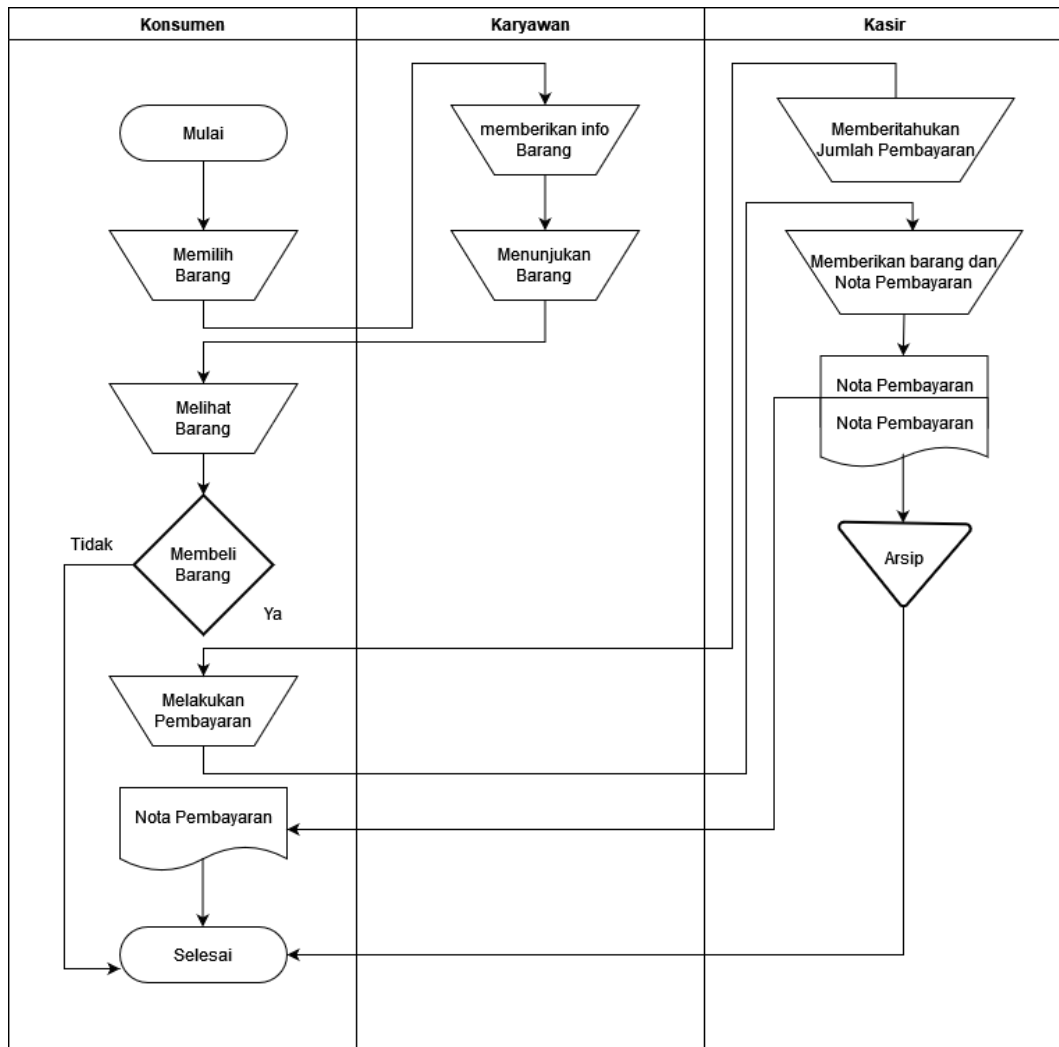 Konsumen
Karyawan
Kasir
Mulai
memberikan info
Barang
Memberitahukan
Jumlah Pembayaran
Memilih
Barang
Menunjukan
Barang
Memberikan barang dan
Nota Pembayaran
Melihat
Barang
Nota Pembayaran
Nota Pembayaran
Tidak
Membeli
Barang
Ya
Arsip
Melakukan
Pembayaran
Nota Pembayaran
Selesai